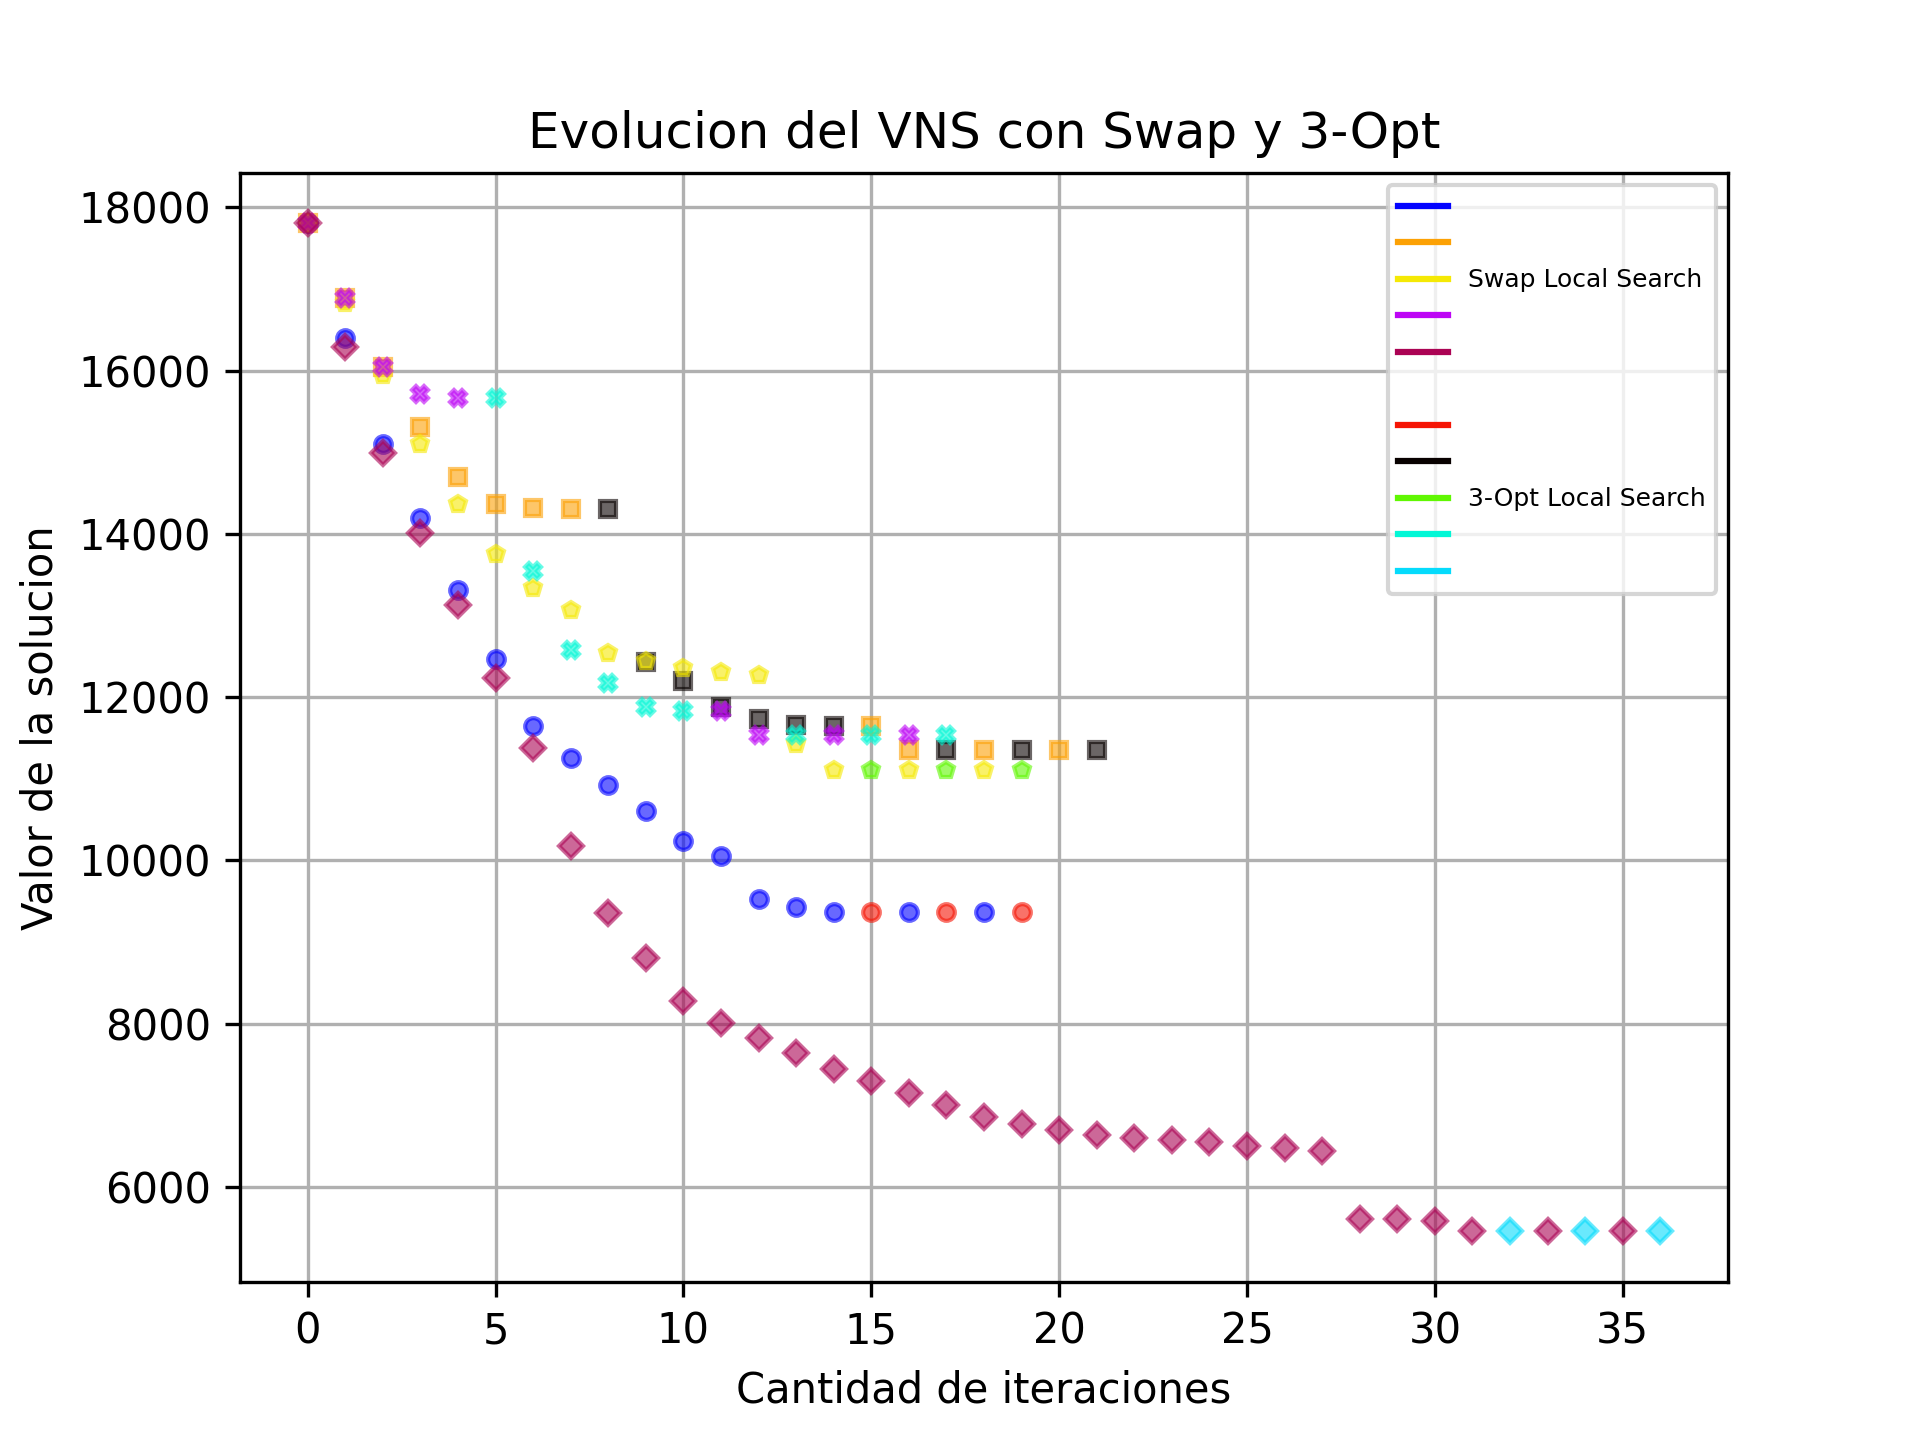 Evolucion del VNS con Swap y 3-Opt
Valor de la solucion
18000
16000
14000
12000
10000
8000
6000
Swap Local Search
3-Opt Local Search
0 5 10 15 20 25 30 35
Cantidad de iteraciones